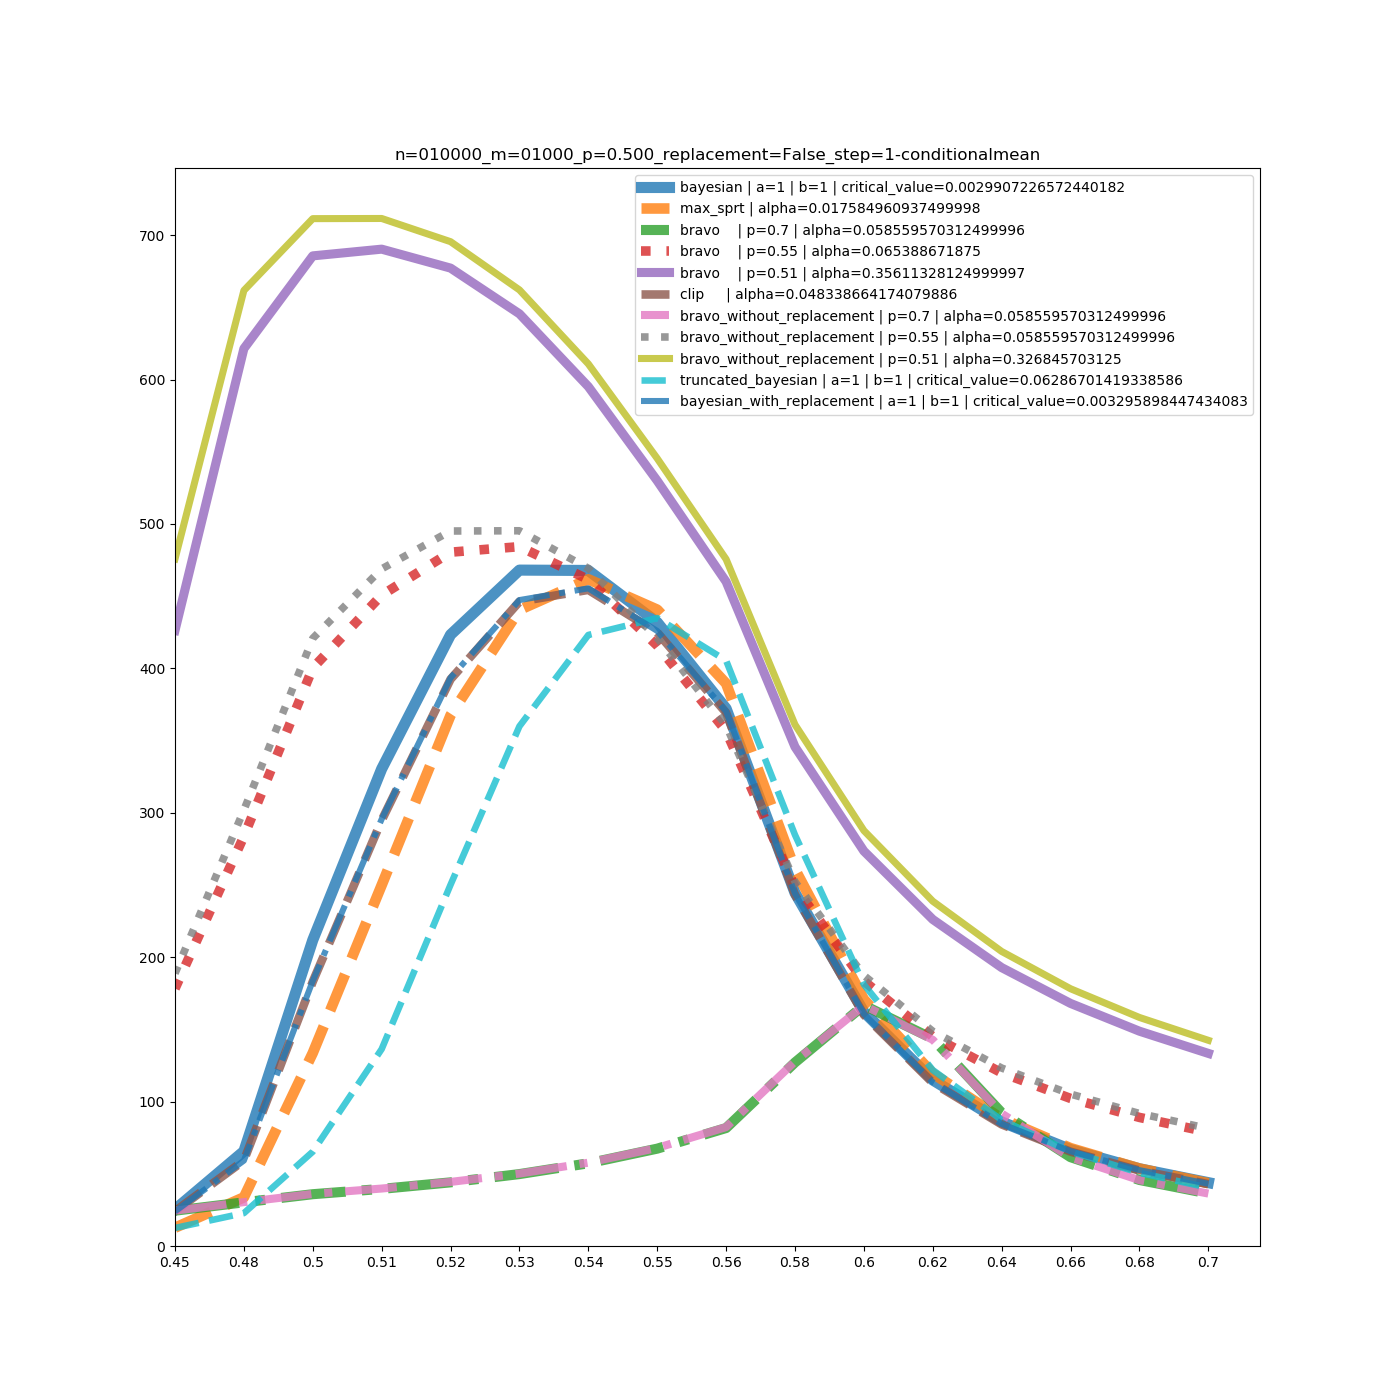 n=010000_m=01000_p=0.500_replacement=False_step=1-conditionalmean
bayesian | a=1 | b=1 | critical_value=0.0029907226572440182
max_sprt | alpha=0.017584960937499998
bravo    | p=0.7 | alpha=0.058559570312499996
bravo    | p=0.55 | alpha=0.065388671875
bravo    | p=0.51 | alpha=0.35611328124999997
clip     | alpha=0.048338664174079886
bravo_without_replacement | p=0.7 | alpha=0.058559570312499996
bravo_without_replacement | p=0.55 | alpha=0.058559570312499996
bravo_without_replacement | p=0.51 | alpha=0.326845703125
truncated_bayesian | a=1 | b=1 | critical_value=0.06286701419338586
bayesian_with_replacement | a=1 | b=1 | critical_value=0.003295898447434083
700
600
500
400
300
200
100
0
0.45 0.48 0.5 0.51 0.52 0.53 0.54 0.55 0.56 0.58 0.6 0.62 0.64 0.66 0.68 0.7